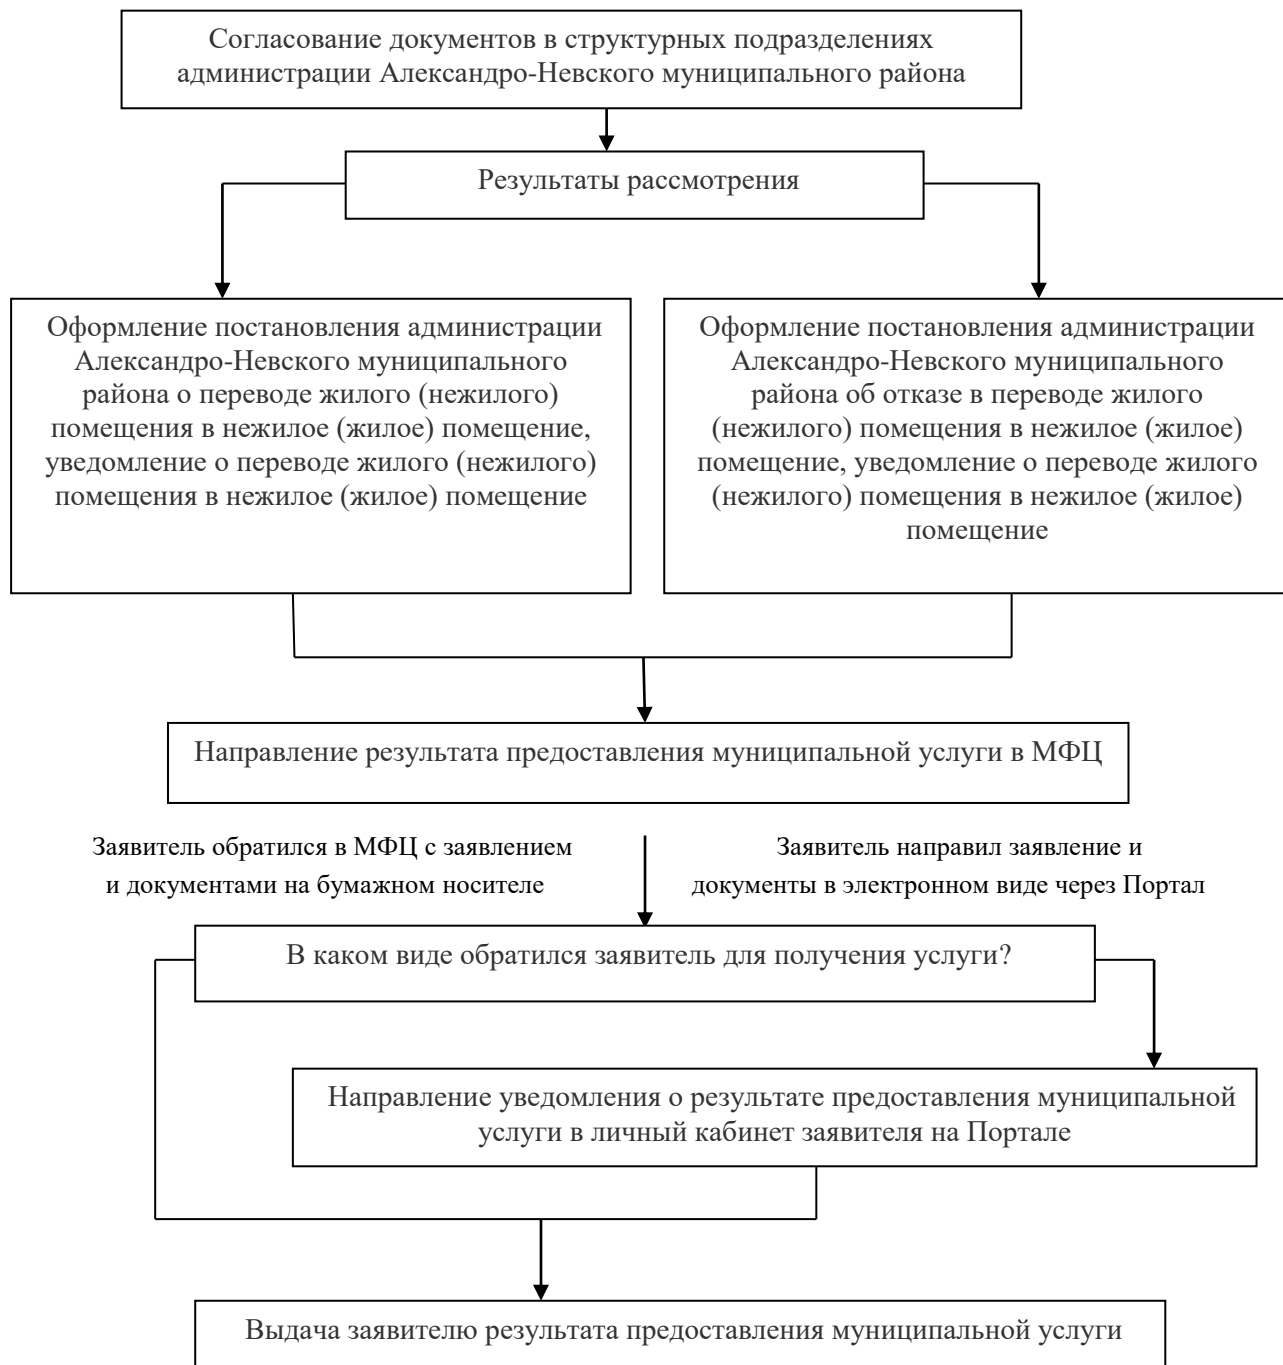 Согласование документов в структурных подразделениях
администрации Александро-Невского муниципального района
Результаты рассмотрения
Оформление постановления администрации
Александро-Невского муниципального
района о переводе жилого (нежилого)
помещения в нежилое (жилое) помещение,
уведомление о переводе жилого (нежилого)
помещения в нежилое (жилое) помещение
Оформление постановления администрации
Александро-Невского муниципального
района об отказе в переводе жилого
(нежилого) помещения в нежилое (жилое)
помещение, уведомление о переводе жилого
(нежилого) помещения в нежилое (жилое)
помещение
Направление результата предоставления муниципальной услуги в МФЦ
Заявитель обратился в МФЦ с заявлением
и документами на бумажном носителе
Заявитель направил заявление и
документы в электронном виде через Портал
В каком виде обратился заявитель для получения услуги?
Направление уведомления о результате предоставления муниципальной
услуги в личный кабинет заявителя на Портале
Выдача заявителю результата предоставления муниципальной услуги